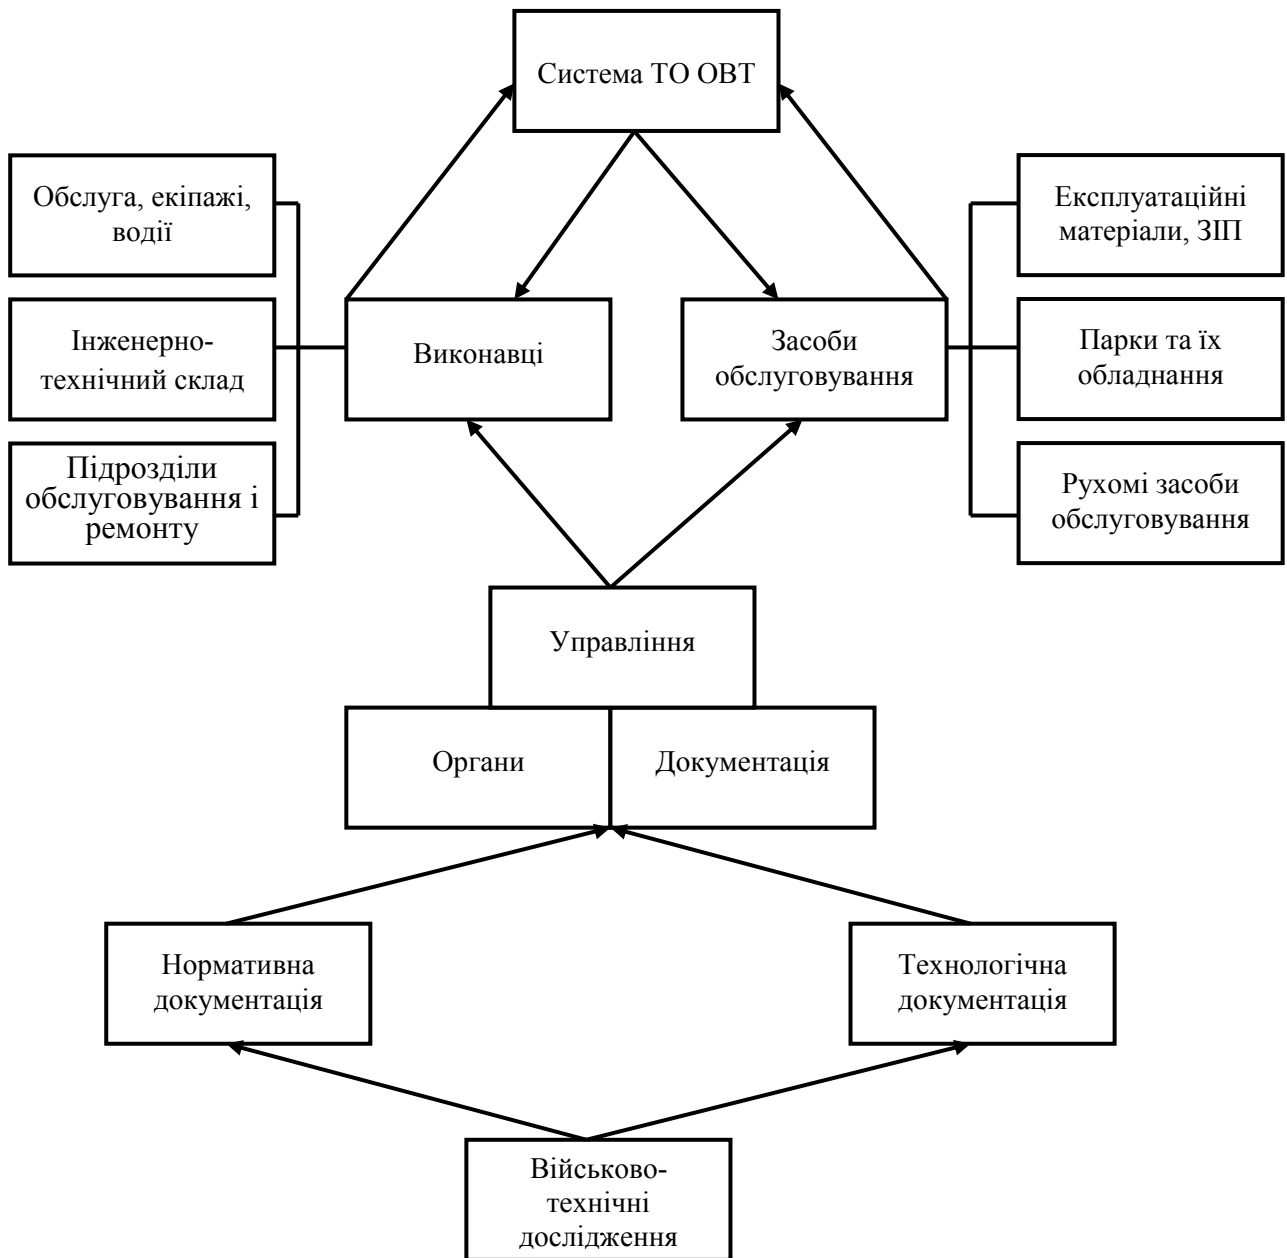 Система ТО ОВТ
Обслуга, екіпажі,
водії
Експлуатаційні
матеріали, ЗІП
Інженерно-
технічний склад
Виконавці
Засоби
обслуговування
Парки та їх
обладнання
Підрозділи
обслуговування і
ремонту
Рухомі засоби
обслуговування
Управління
Органи
Документація
Нормативна
документація
Технологічна
документація
Військово-
технічні
дослідження